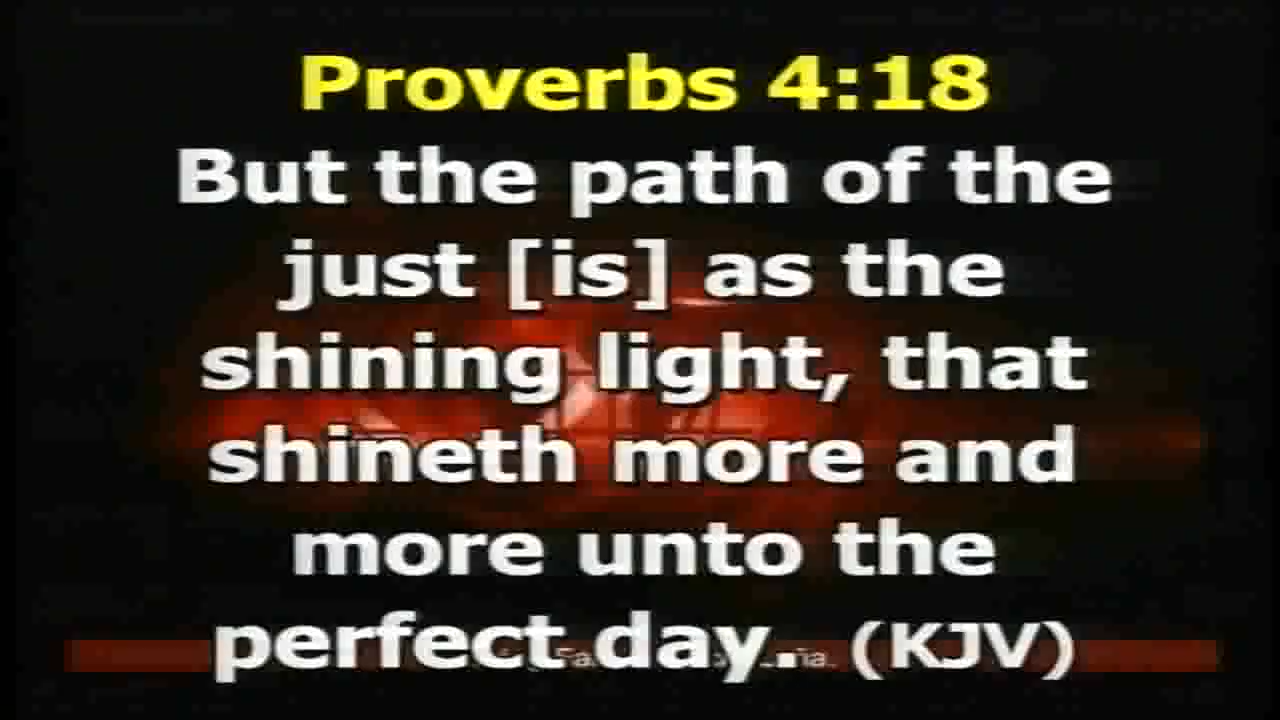 Proverbs 4:18
But the path of the
just [is] as the
shining light, that
shineth more and
more unto the
perfect day. (KJV)